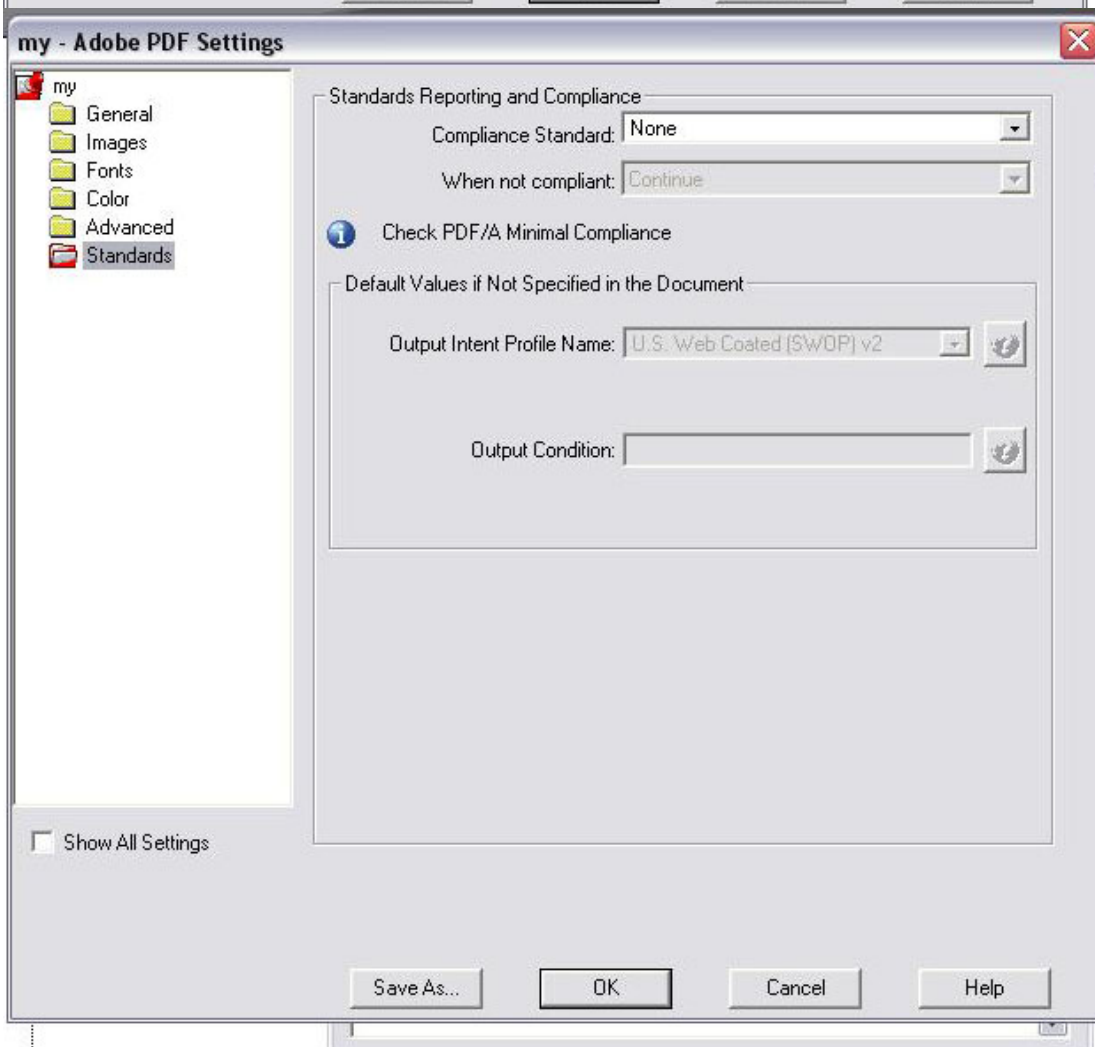 my - Adobe PDF Settings
my
General
Images
Fonts
Color
Advanced
Standards
Show All Settings
Standards Reporting and Compliance
Compliance Standard: None
When not compliant: Continue
Check PDF/A Minimal Compliance
Default Values if Not Specified in the Document
Output Intent Profile Name: U.S. Web Coated (SWOP) v2
Output Condition:
Save As... OK Cancel Help